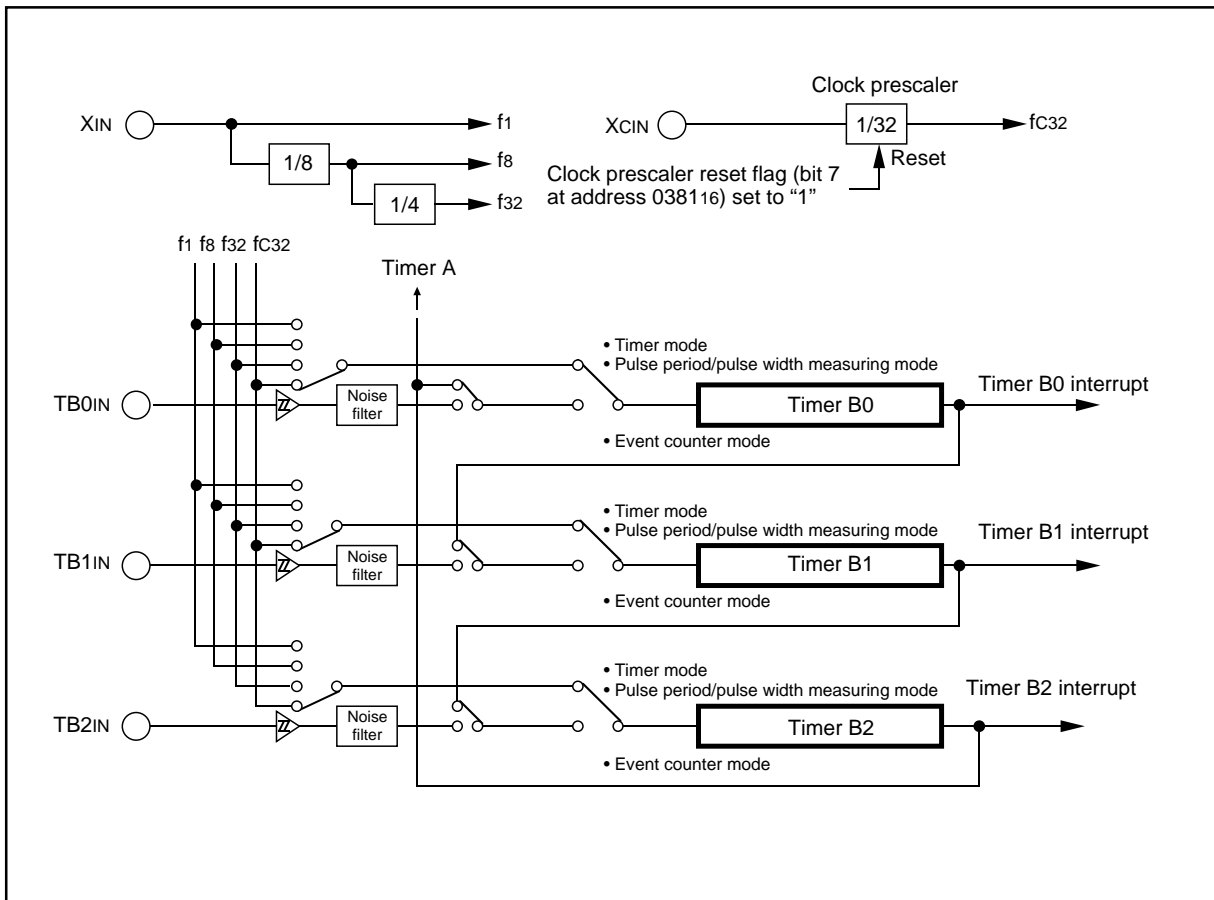 Clock prescaler
XIN
f1
XCIN
1/32
fC32
1/8
f8
Reset
Clock prescaler reset flag (bit 7
at address 038116) set to “1”
1/4
f32
f1 f8 f32 fC32
Timer A
• Timer mode
• Pulse period/pulse width measuring mode
TB0IN
Noise
filter
Timer B0
Timer B0 interrupt
• Event counter mode
• Timer mode
• Pulse period/pulse width measuring mode
TB1IN
Noise
filter
Timer B1
Timer B1 interrupt
• Event counter mode
• Timer mode
• Pulse period/pulse width measuring mode
TB2IN
Noise
filter
Timer B2
Timer B2 interrupt
• Event counter mode